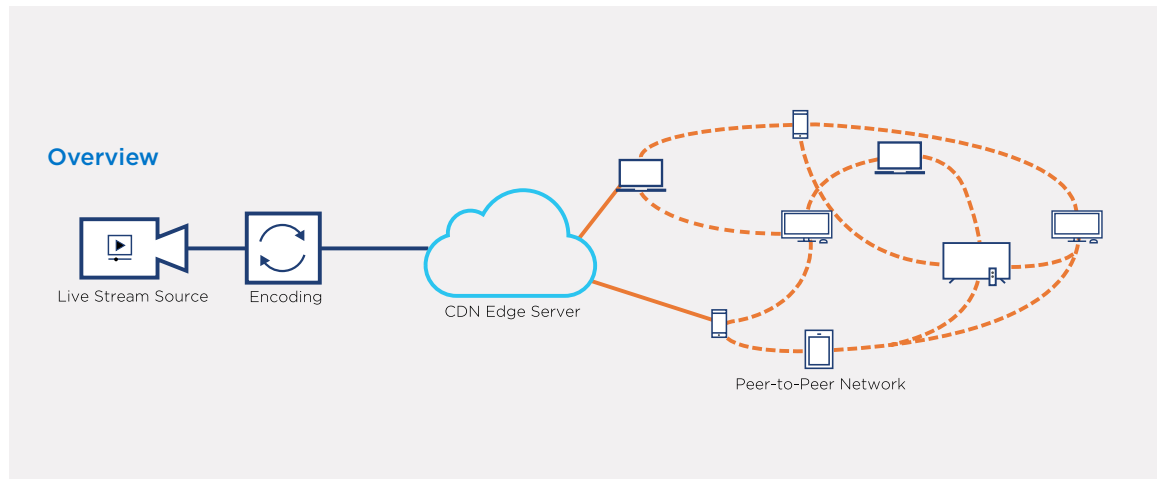 Overview
Live Stream Source
Encoding
CDN Edge Server
Peer-to-Peer Network